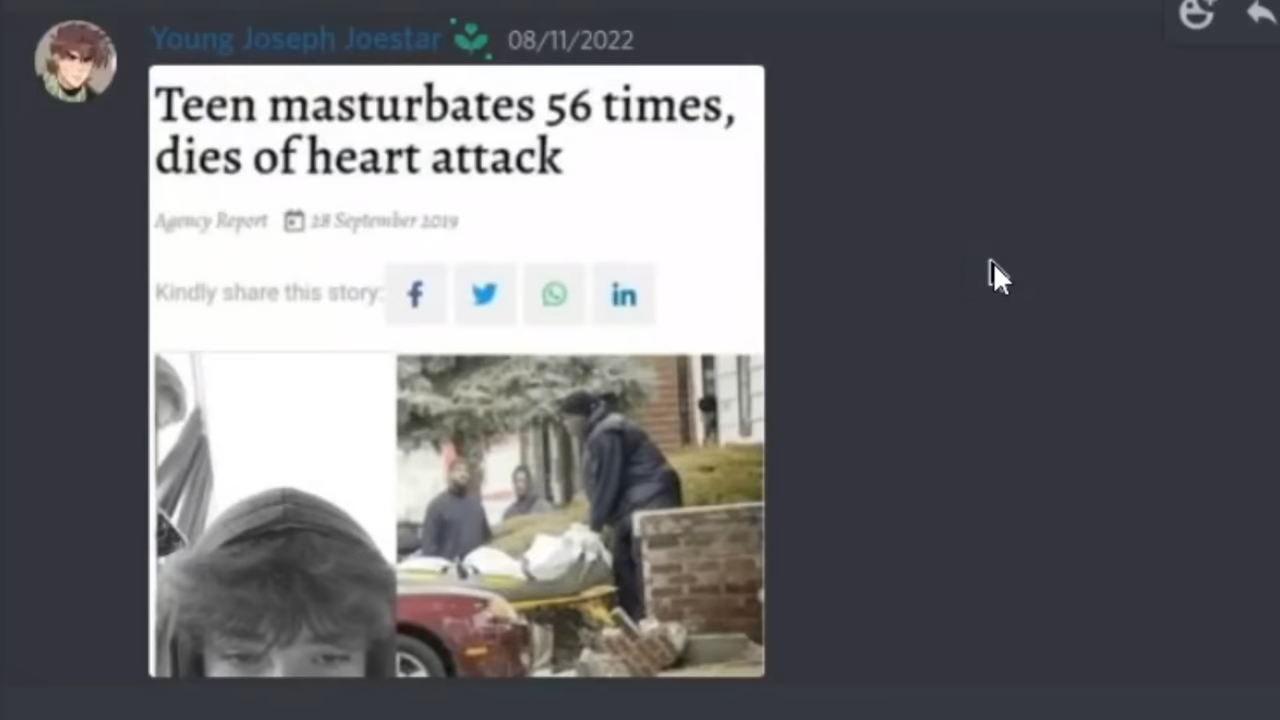 Young Joseph Joestar 08/11/2022
Teen masturbates 56 times,
dies of heart attack
Agency Report 28 September 2019
Kindly share this story: